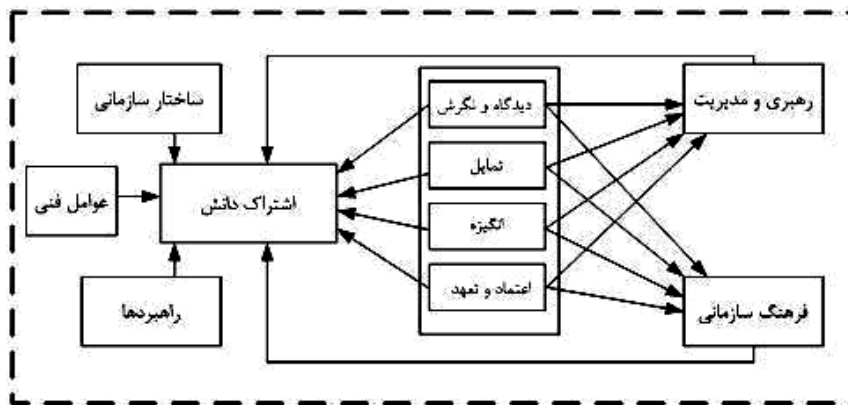 رهبری و مدیریت
دیدگاه و نگرش
ساختار سازمانی
تمایل
اشتراک دانش
عوامل فنی
انگیزه
اعتماد و تعهد
فرهنگ سازمانی
راهبردها